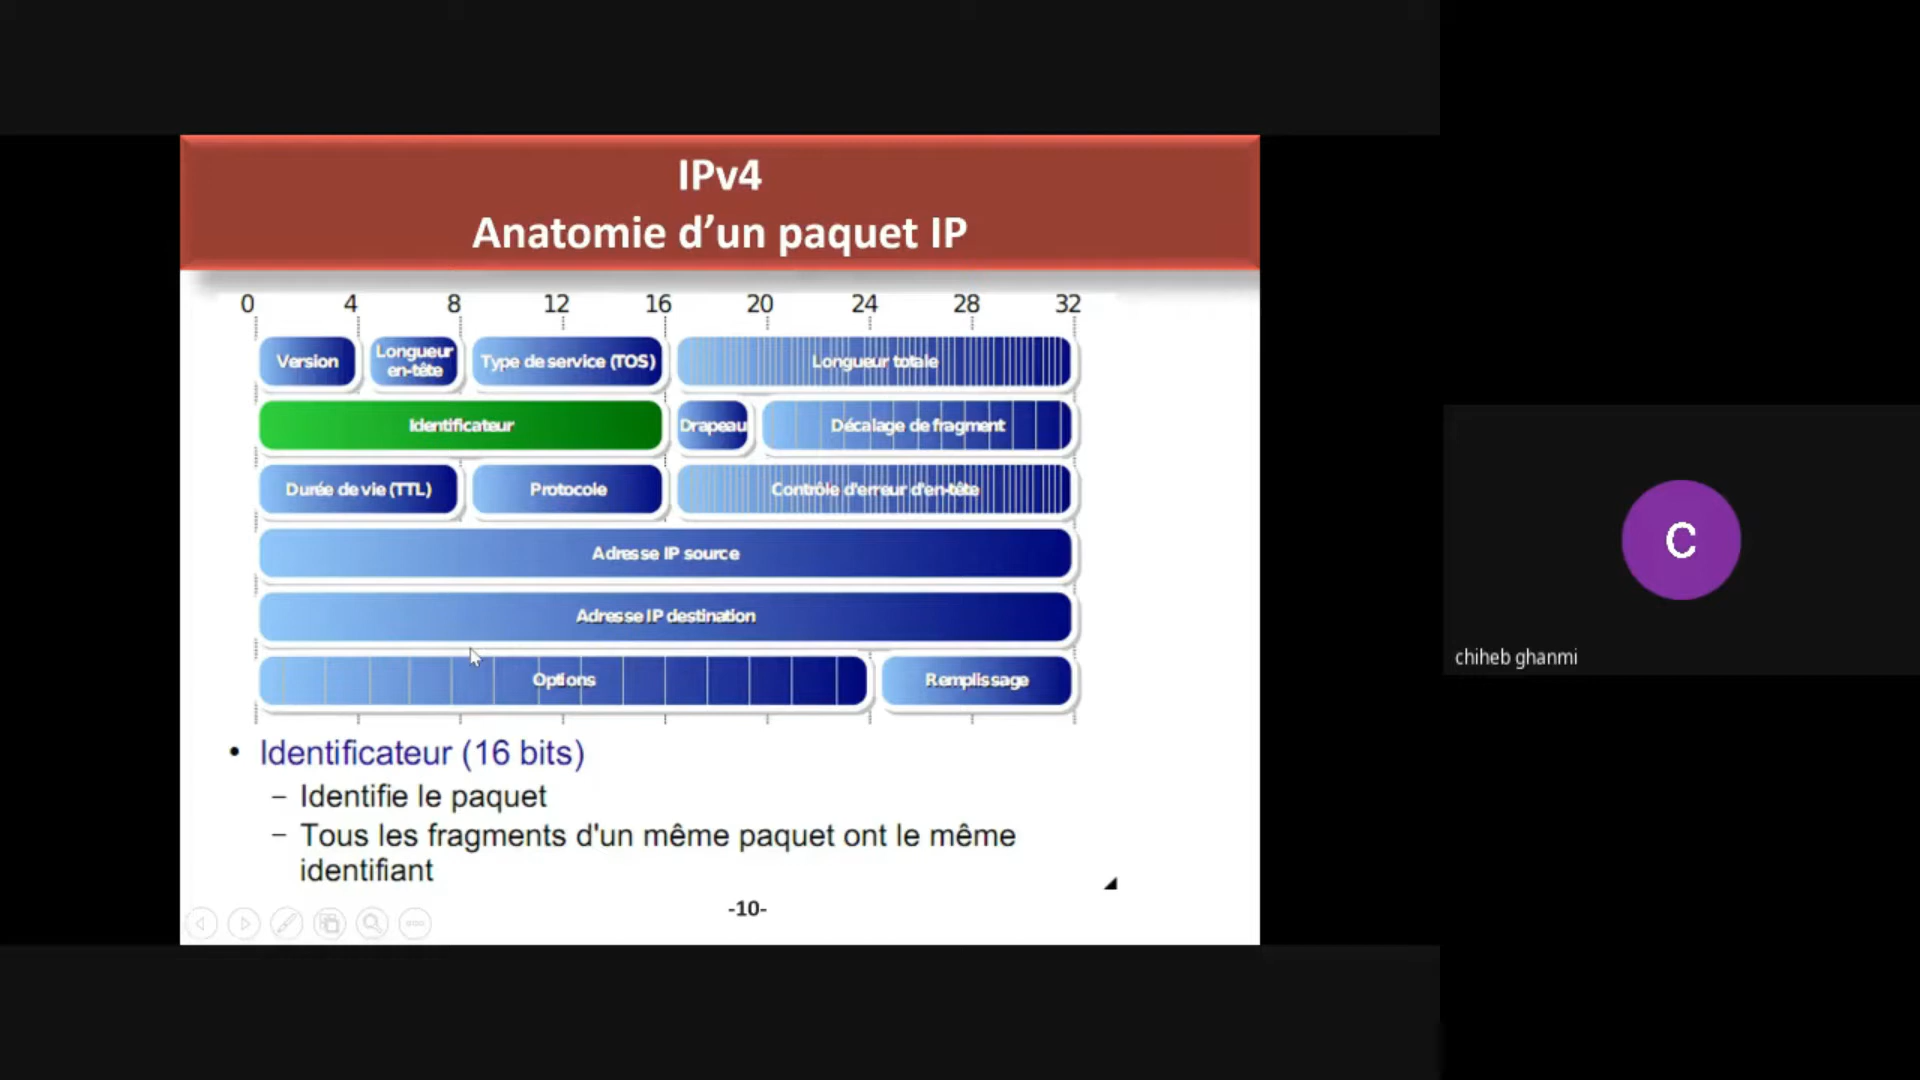 IPv4
Anatomie d’un paquet IP
0 4 8 12 16 20 24 28 32
Version Longueur en-tête Type de service (TOS) Longueur totale
Identificateur Drapeau Décalage de fragment
Durée de vie (TTL) Protocole Contrôle d'erreur d'en-tête
Adresse IP source
Adresse IP destination
Options Remplissage
• Identificateur (16 bits)
– Identifie le paquet
– Tous les fragments d'un même paquet ont le même
identifiant
-10-
C
chiheb ghanmi